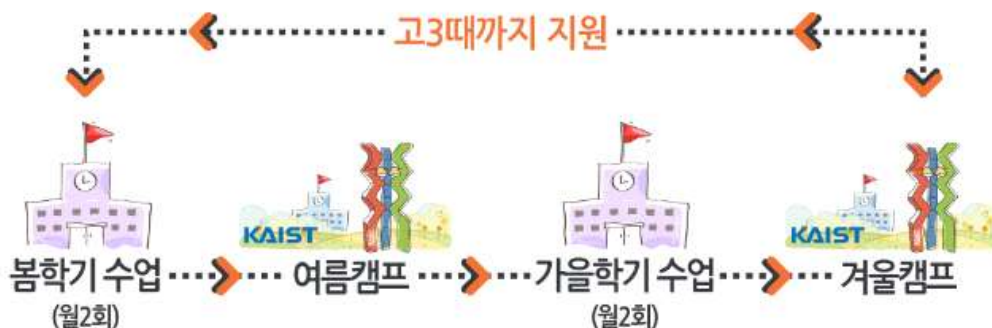 고3때까지 지원
KAIST
KAIST
봄학기 수업
여름캠프
가을학기 수업
겨울캠프
(월2회)
(월2회)